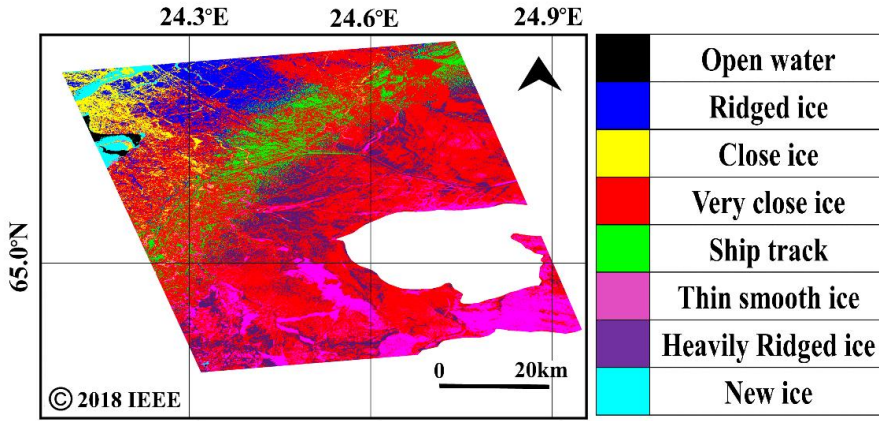 24.3°E 24.6°E 24.9°E
65.0°N
0 20km
© 2018 IEEE
Open water
Ridged ice
Close ice
Very close ice
Ship track
Thin smooth ice
Heavily Ridged ice
New ice